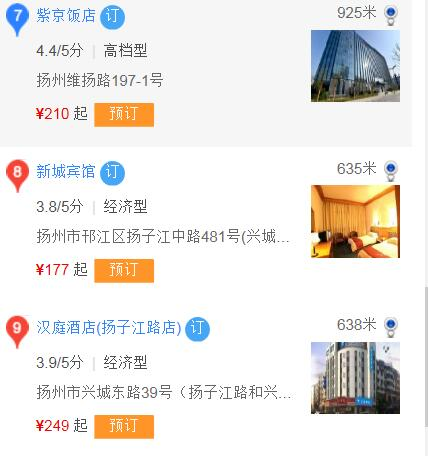 7 紫京饭店 订 925米
4.4/5分 | 高档型
扬州维扬路197-1号
¥210 起 预订
8 新城宾馆 订 635米
3.8/5分 | 经济型
扬州市邗江区扬子江中路481号(兴城...
¥177 起 预订
9 汉庭酒店(扬子江路店) 订 638米
3.9/5分 | 经济型
扬州市兴城东路39号（扬子江路和兴...
¥249 起 预订